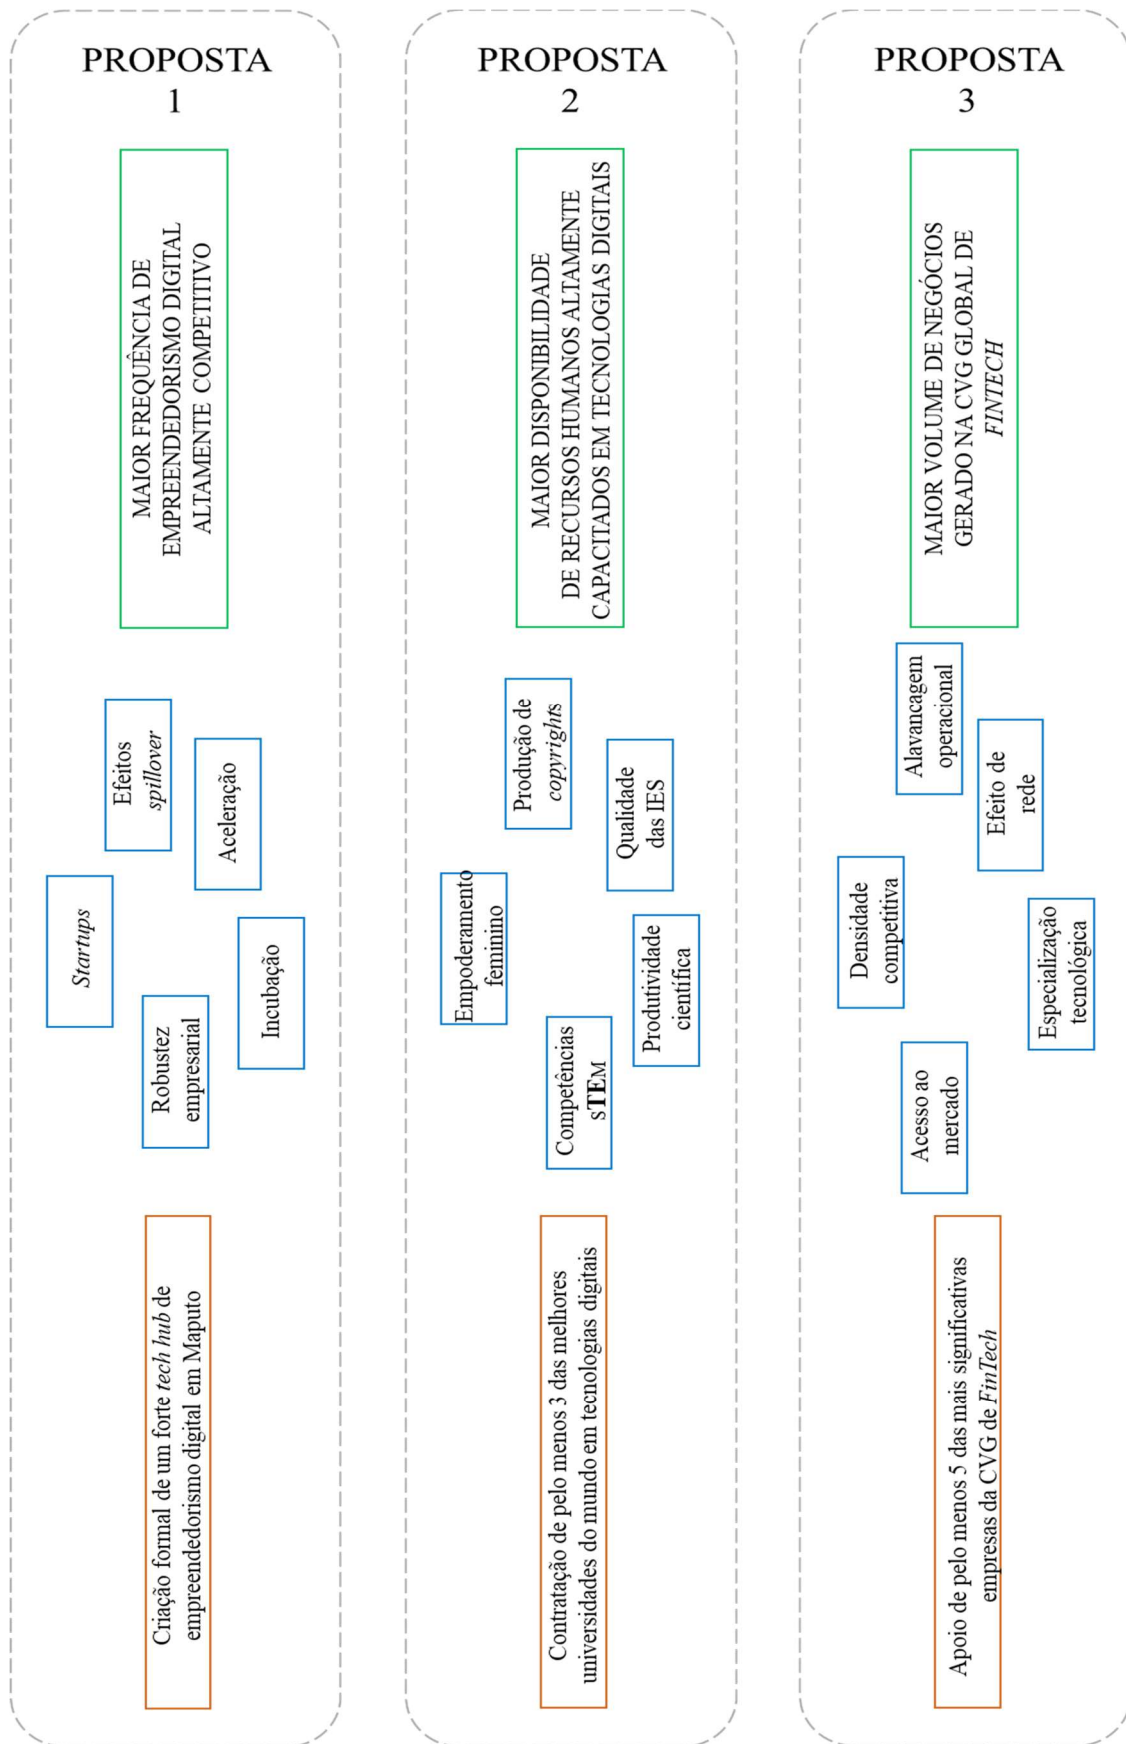 PROPOSTA
1
MAIOR FREQUÊNCIA DE
EMPREENDEDORISMO DIGITAL
ALTAMENTE COMPETITIVO
Startups
Efeitos
spillover
Aceleração
Robustez
empresarial
Incubação
Criação formal de um forte tech hub de
empreendedorismo digital em Maputo
PROPOSTA
2
MAIOR DISPONIBILIDADE
DE RECURSOS HUMANOS ALTAMENTE
CAPACITADOS EM TECNOLOGIAS DIGITAIS
Produção de
copyrights
Qualidade
das IES
Empoderamento
feminino
Competências
sTEM
Produtividade
científica
Contratação de pelo menos 3 das melhores
universidades do mundo em tecnologias digitais
PROPOSTA
3
MAIOR VOLUME DE NEGÓCIOS
GERADO NA CVG GLOBAL DE
FINTECH
Alavancagem
operacional
Efeito de
rede
Densidade
competitiva
Especialização
tecnológica
Acesso ao
mercado
Apoio de pelo menos 5 das mais significativas
empresas da CVG de FinTech